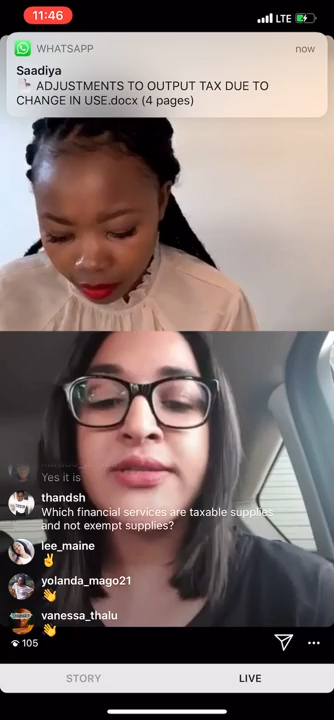 11:46
LTE
WHATSAPP
now
Saadiya
ADJUSTMENTS TO OUTPUT TAX DUE TO
CHANGE IN USE.docx (4 pages)
Yes it is
thandsh
Which financial services are taxable supplies
and not exempt supplies?
lee_maine
✌️
yolanda_mago21
👋
vanessa_thalu
👋
105
STORY
LIVE